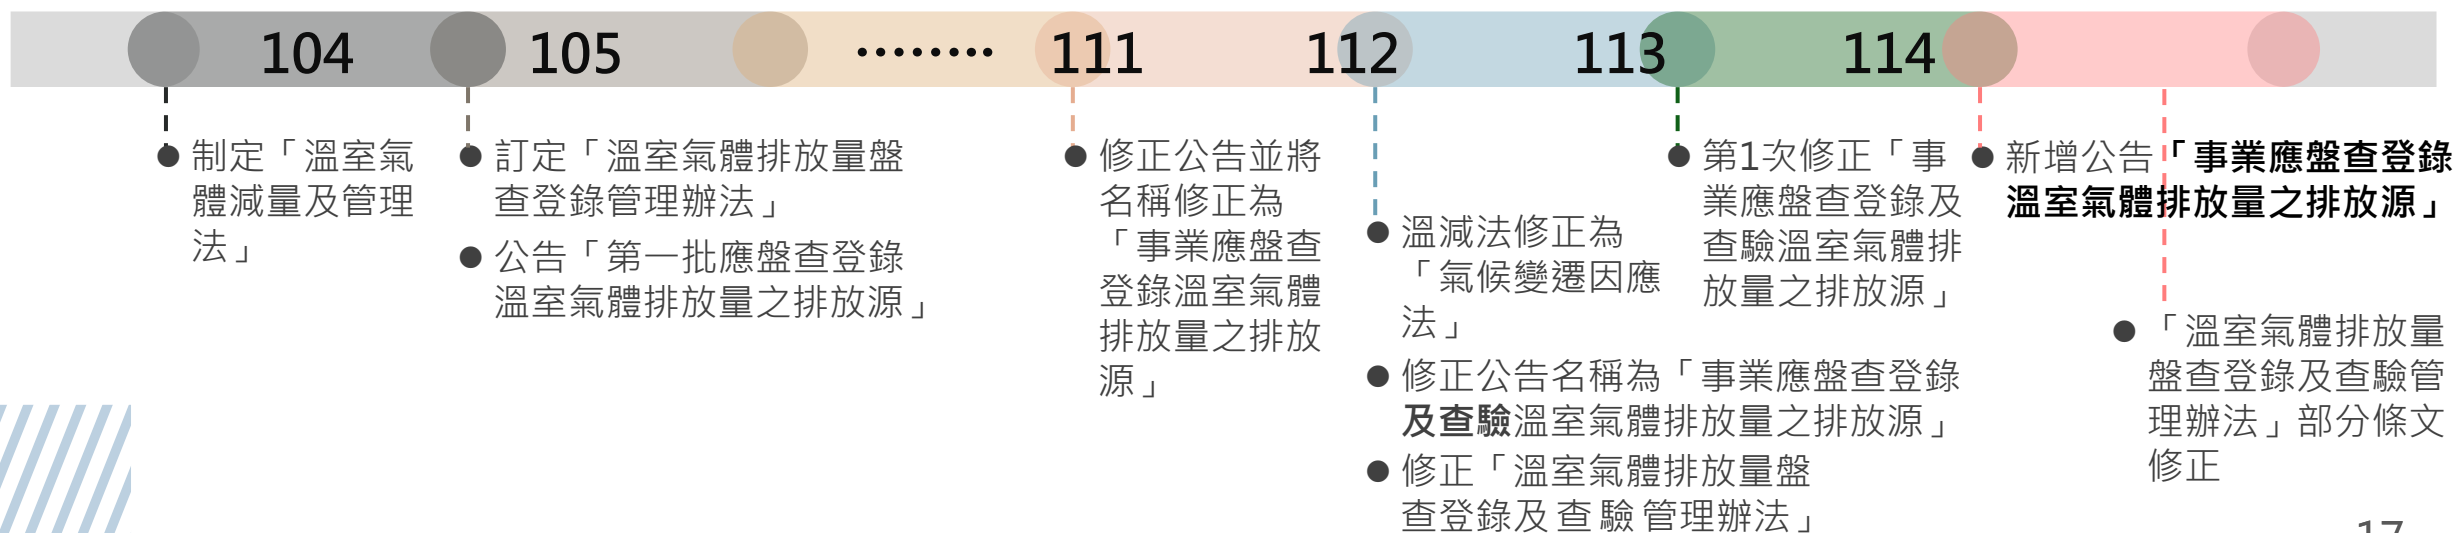 104
105
········
111
112
113
114
● 制定「溫室氣
體減量及管理
法」
● 訂定「溫室氣體排放量盤
查登錄管理辦法」
● 公告「第一批應盤查登錄
溫室氣體排放量之排放源」
● 修正公告並將
名稱修正為
「事業應盤查
登錄溫室氣體
排放量之排放
源」
● 溫減法修正為
「氣候變遷因應
法」
● 修正公告名稱為「事業應盤查登錄
及查驗溫室氣體排放量之排放源」
● 修正「溫室氣體排放量盤
查登錄及查驗管理辦法」
● 第1次修正「事
業應盤查登錄及
查驗溫室氣體排
放量之排放源」
● 新增公告「事業應盤查登錄
溫室氣體排放量之排放源」
● 「溫室氣體排放量
盤查登錄及查驗管
理辦法」部分條文
修正
17